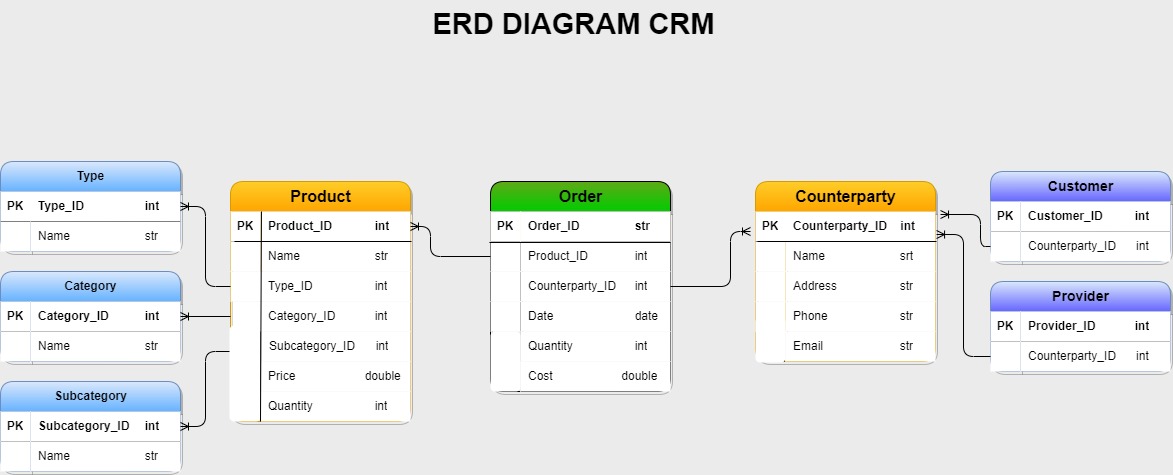 ERD DIAGRAM CRM
Type
PK Type_ID int
Name str
Category
PK Category_ID int
Name str
Subcategory
PK Subcategory_ID int
Name str
Product
PK Product_ID int
Name str
Type_ID int
Category_ID int
Subcategory_ID int
Price double
Quantity int
Order
PK Order_ID str
Product_ID int
Counterparty_ID int
Date date
Quantity int
Cost double
Counterparty
PK Counterparty_ID int
Name srt
Address str
Phone str
Email str
Customer
PK Customer_ID int
Counterparty_ID int
Provider
PK Provider_ID int
Counterparty_ID int